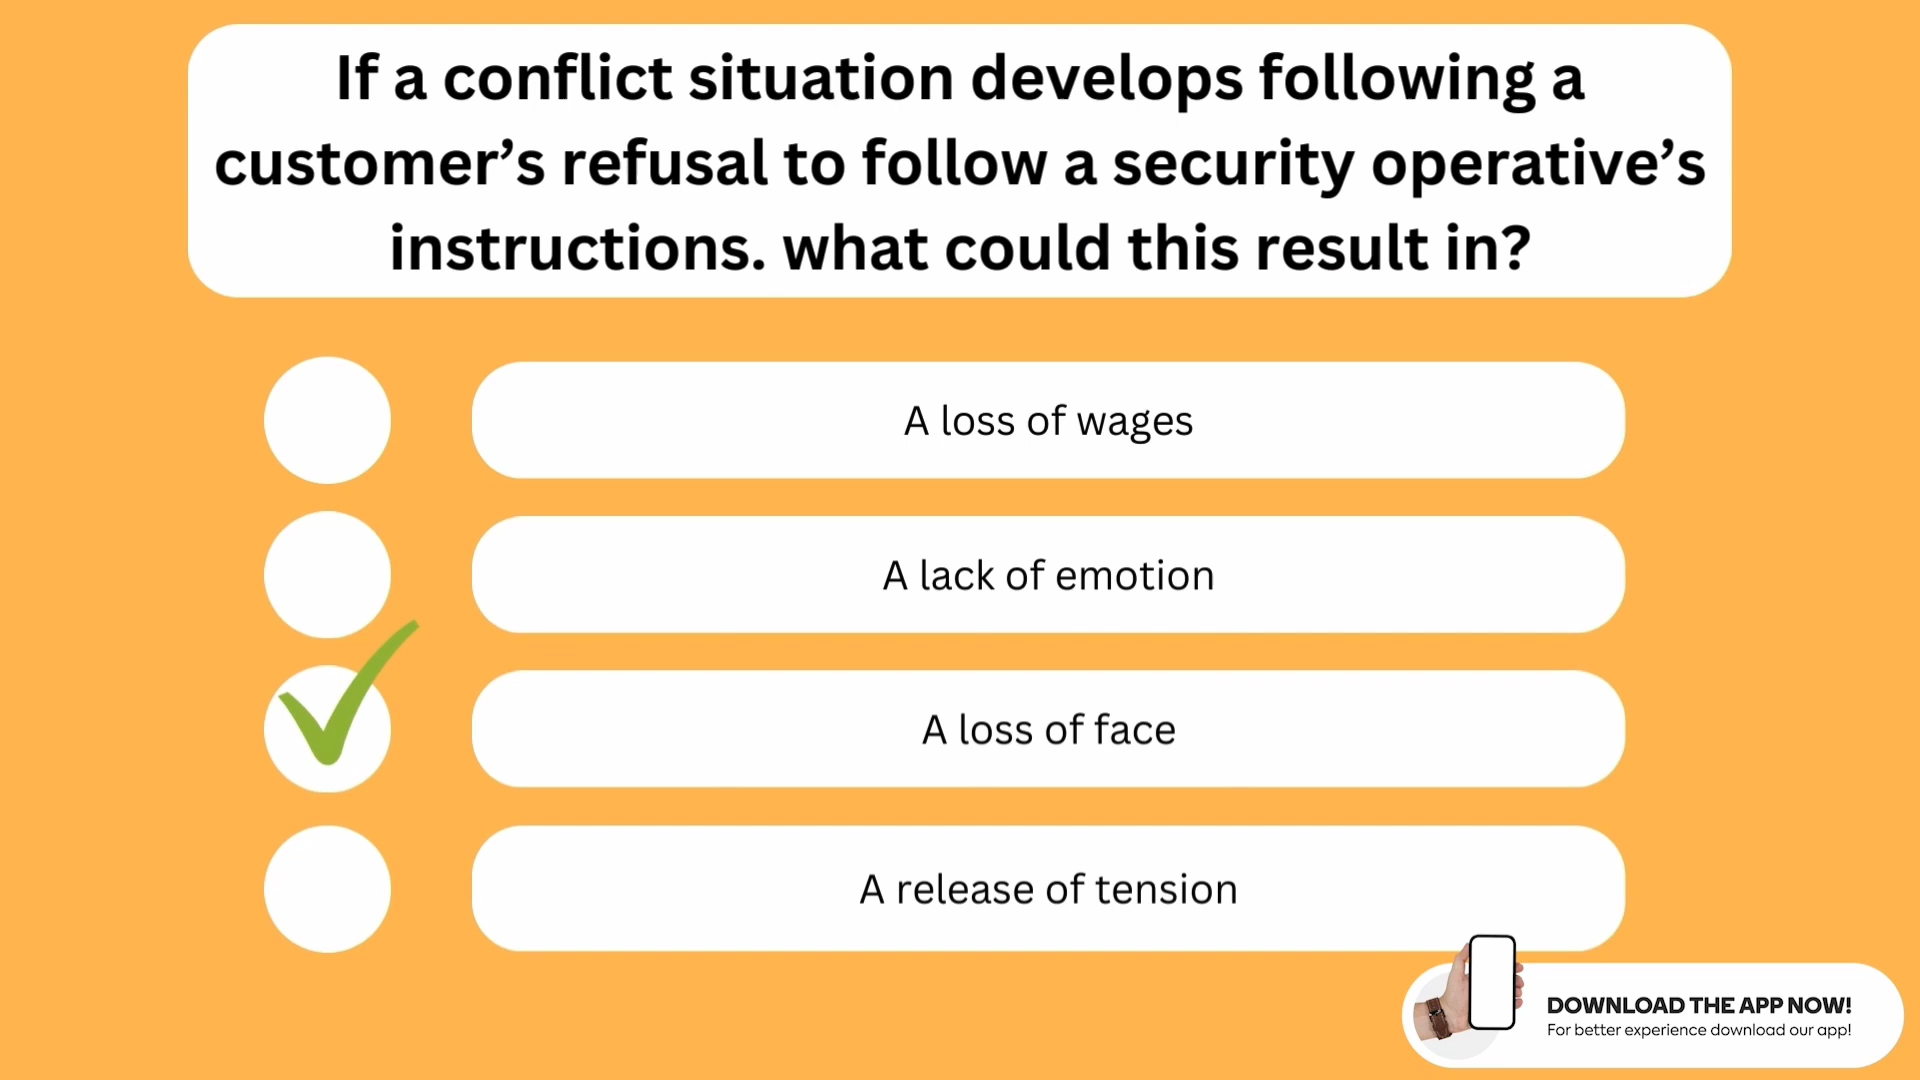 If a conflict situation develops following a
customer’s refusal to follow a security operative’s
instructions. what could this result in?
A loss of wages
A lack of emotion
A loss of face
A release of tension
DOWNLOAD THE APP NOW!
For better experience download our app!